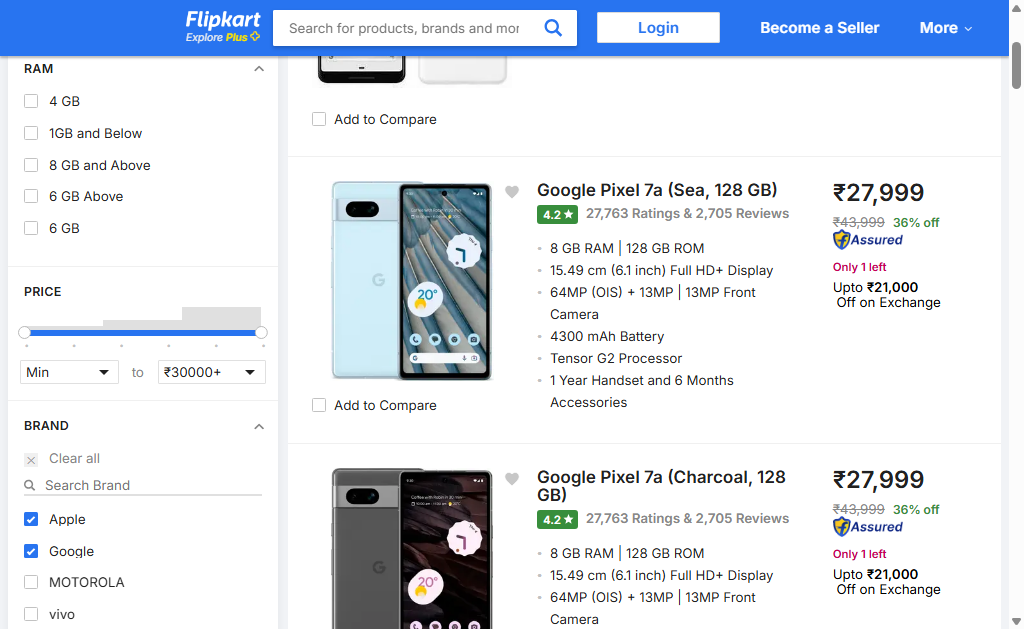 Flipkart
Explore Plus
Search for products, brands and mor
Login
Become a Seller
More
RAM
4 GB
1GB and Below
8 GB and Above
6 GB Above
6 GB
PRICE
Min
to
₹30000+
BRAND
Clear all
Search Brand
Apple
Google
MOTOROLA
vivo
Add to Compare
Google Pixel 7a (Sea, 128 GB)
4.2
27,763 Ratings & 2,705 Reviews
8 GB RAM | 128 GB ROM
15.49 cm (6.1 inch) Full HD+ Display
64MP (OIS) + 13MP | 13MP Front
Camera
4300 mAh Battery
Tensor G2 Processor
1 Year Handset and 6 Months
Accessories
₹27,999
₹43,999 36% off
Assured
Only 1 left
Upto ₹21,000
Off on Exchange
20°
Add to Compare
Google Pixel 7a (Charcoal, 128
GB)
4.2
27,763 Ratings & 2,705 Reviews
8 GB RAM | 128 GB ROM
15.49 cm (6.1 inch) Full HD+ Display
64MP (OIS) + 13MP | 13MP Front
Camera
₹27,999
₹43,999 36% off
Assured
Only 1 left
Upto ₹21,000
Off on Exchange
20°